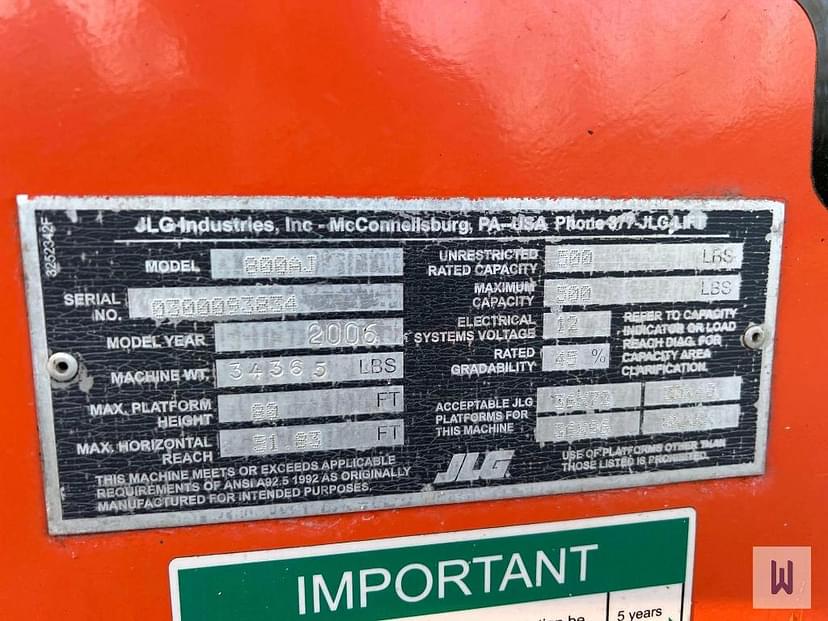 JLG Industries, Inc - McConnellsburg, PA-USA Phone 877-JLG-LIFT
3252342F
MODEL 800AJ
SERIAL NO. 0300093834
MODEL YEAR 2006
MACHINE WT. 34365 LBS
MAX. PLATFORM HEIGHT 80 FT
MAX. HORIZONTAL REACH 51.83 FT
THIS MACHINE MEETS OR EXCEEDS APPLICABLE
REQUIREMENTS OF ANSI A92.5 1992 AS ORIGINALLY
MANUFACTURED FOR INTENDED PURPOSES.
UNRESTRICTED RATED CAPACITY 500 LBS
MAXIMUM CAPACITY 500 LBS
ELECTRICAL SYSTEMS VOLTAGE 12
RATED GRADABILITY 45 %
REFER TO CAPACITY
INDICATOR OR LOAD
REACH DIAG. FOR
CAPACITY AREA
CLARIFICATION.
ACCEPTABLE JLG
PLATFORMS FOR
THIS MACHINE
JLG
USE OF PLATFORMS OTHER THAN
THOSE LISTED IS PROHIBITED.
IMPORTANT
be
5 years
W